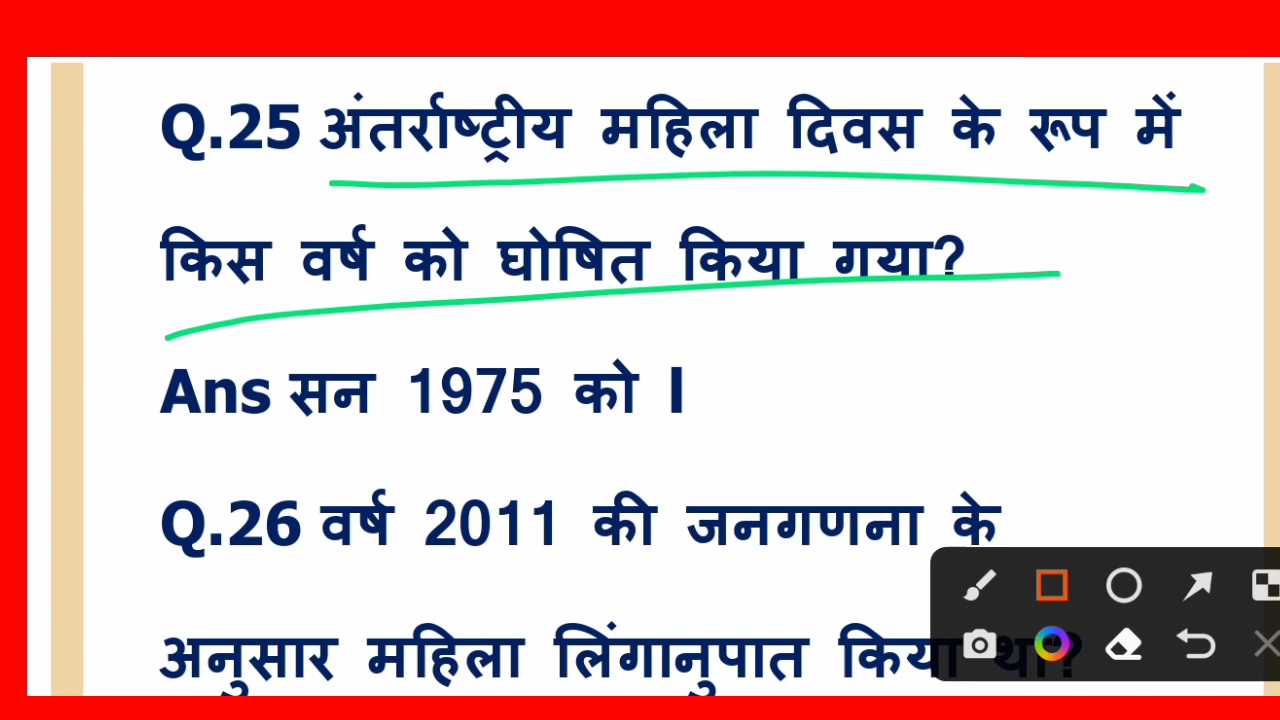 Q.25 अंतर्राष्ट्रीय महिला दिवस के रूप में
किस वर्ष को घोषित किया गया?
Ans सन 1975 को l
Q.26 वर्ष 2011 की जनगणना के
अनुसार महिला लिंगानुपात किया था?